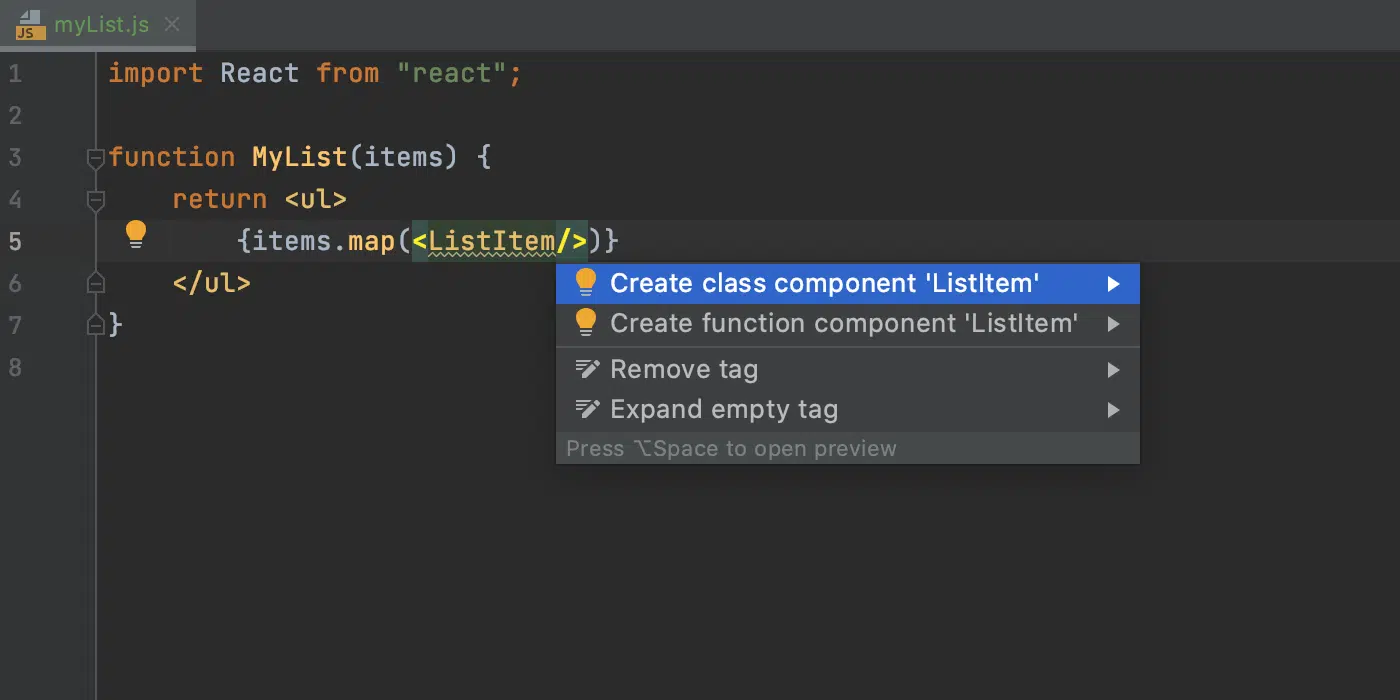 JS myList.js
1 import React from "react";
2
3 function MyList(items) {
4 return <ul>
5 {items.map(<ListItem/>)}
6 </ul>
7 }
8
Create class component 'ListItem'
Create function component 'ListItem'
Remove tag
Expand empty tag
Press ⌥Space to open preview